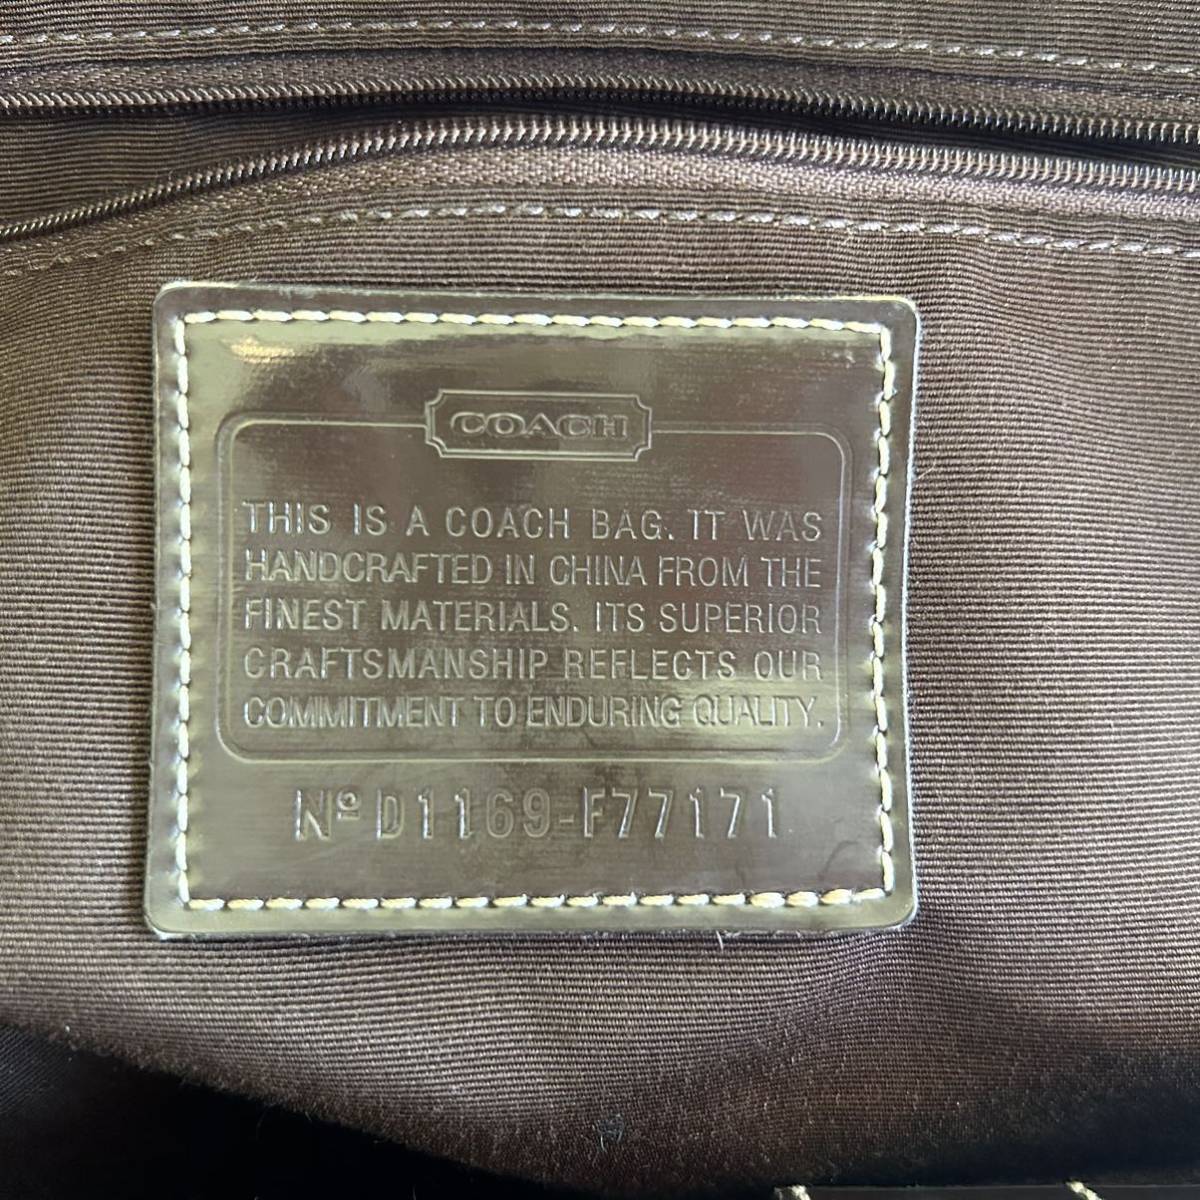 COACH
THIS IS A COACH BAG. IT WAS
HANDCRAFTED IN CHINA FROM THE
FINEST MATERIALS. ITS SUPERIOR
CRAFTSMANSHIP REFLECTS OUR
COMMITMENT TO ENDURING QUALITY.
Nº D1169-F77171